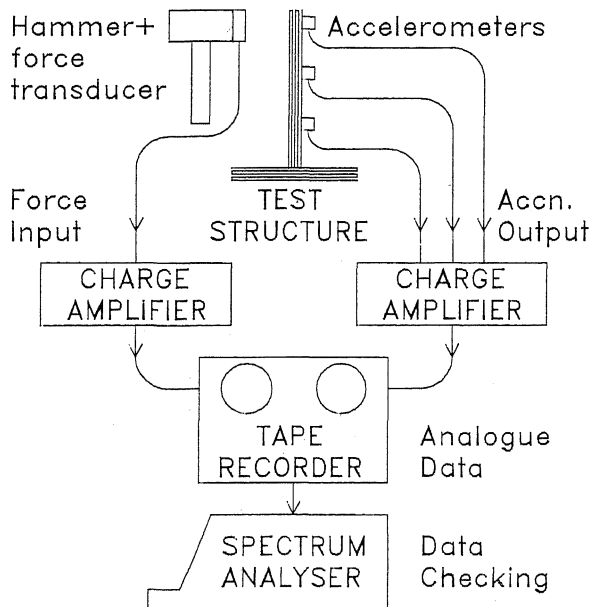 Hammer+
force
transducer
Accelerometers
Force
Input
TEST
STRUCTURE
Accn.
Output
CHARGE
AMPLIFIER
CHARGE
AMPLIFIER
TAPE
RECORDER
Analogue
Data
SPECTRUM
ANALYSER
Data
Checking